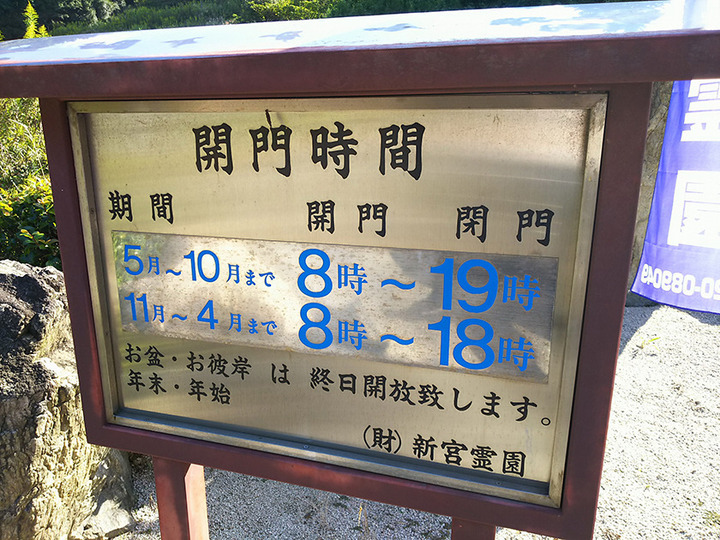 開門時間
期間 開門 閉門
5月～10月まで 8時～19時
11月～4月まで 8時～18時
お盆・お彼岸
年末・年始
は 終日開放致します。
(財)新宮霊園